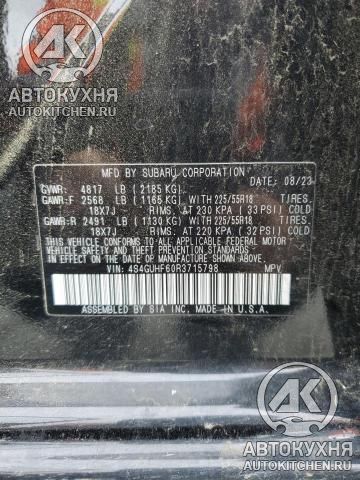 АВТОКУХНЯ
AUTOKUHNIA.RU
MFD BY SUBARU CORPORATION DATE: 08/23
GVWR: 4817 LB (2185 KG)
GAWR:F 2568 LB (1165 KG) WITH 225/55R18
18X7J RIMS, AT 230 KPA (33 PSI) COLD
GAWR:R 2491 LB (1130 KG) WITH 225/55R18
18X7J RIMS, AT 220 KPA (32 PSI) COLD
THIS VEHICLE CONFORMS TO ALL APPLICABLE
U.S. FEDERAL MOTOR VEHICLE SAFETY, BUMPER,
AND THEFT PREVENTION STANDARDS
IN EFFECT ON THE DATE OF MANUFACTURE SHOWN ABOVE.
VIN: 4S4GUHF60R3715798 MPV
ASSEMBLED BY SIA INC. MADE IN U.S.A.
АК
АВТОКУХНЯ
AUTOKUHNIA.RU